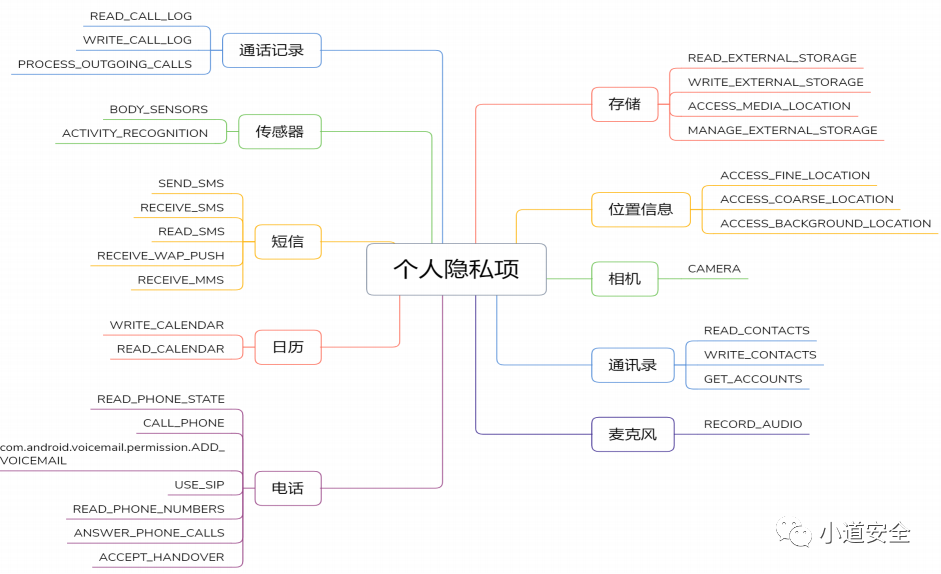 个人隐私项
通话记录
READ_CALL_LOG
WRITE_CALL_LOG
PROCESS_OUTGOING_CALLS
传感器
BODY_SENSORS
ACTIVITY_RECOGNITION
短信
SEND_SMS
RECEIVE_SMS
READ_SMS
RECEIVE_WAP_PUSH
RECEIVE_MMS
日历
WRITE_CALENDAR
READ_CALENDAR
电话
READ_PHONE_STATE
CALL_PHONE
com.android.voicemail.permission.ADD_
VOICEMAIL
USE_SIP
READ_PHONE_NUMBERS
ANSWER_PHONE_CALLS
ACCEPT_HANDOVER
存储
READ_EXTERNAL_STORAGE
WRITE_EXTERNAL_STORAGE
ACCESS_MEDIA_LOCATION
MANAGE_EXTERNAL_STORAGE
位置信息
ACCESS_FINE_LOCATION
ACCESS_COARSE_LOCATION
ACCESS_BACKGROUND_LOCATION
相机
CAMERA
通讯录
READ_CONTACTS
WRITE_CONTACTS
GET_ACCOUNTS
麦克风
RECORD_AUDIO
小道安全